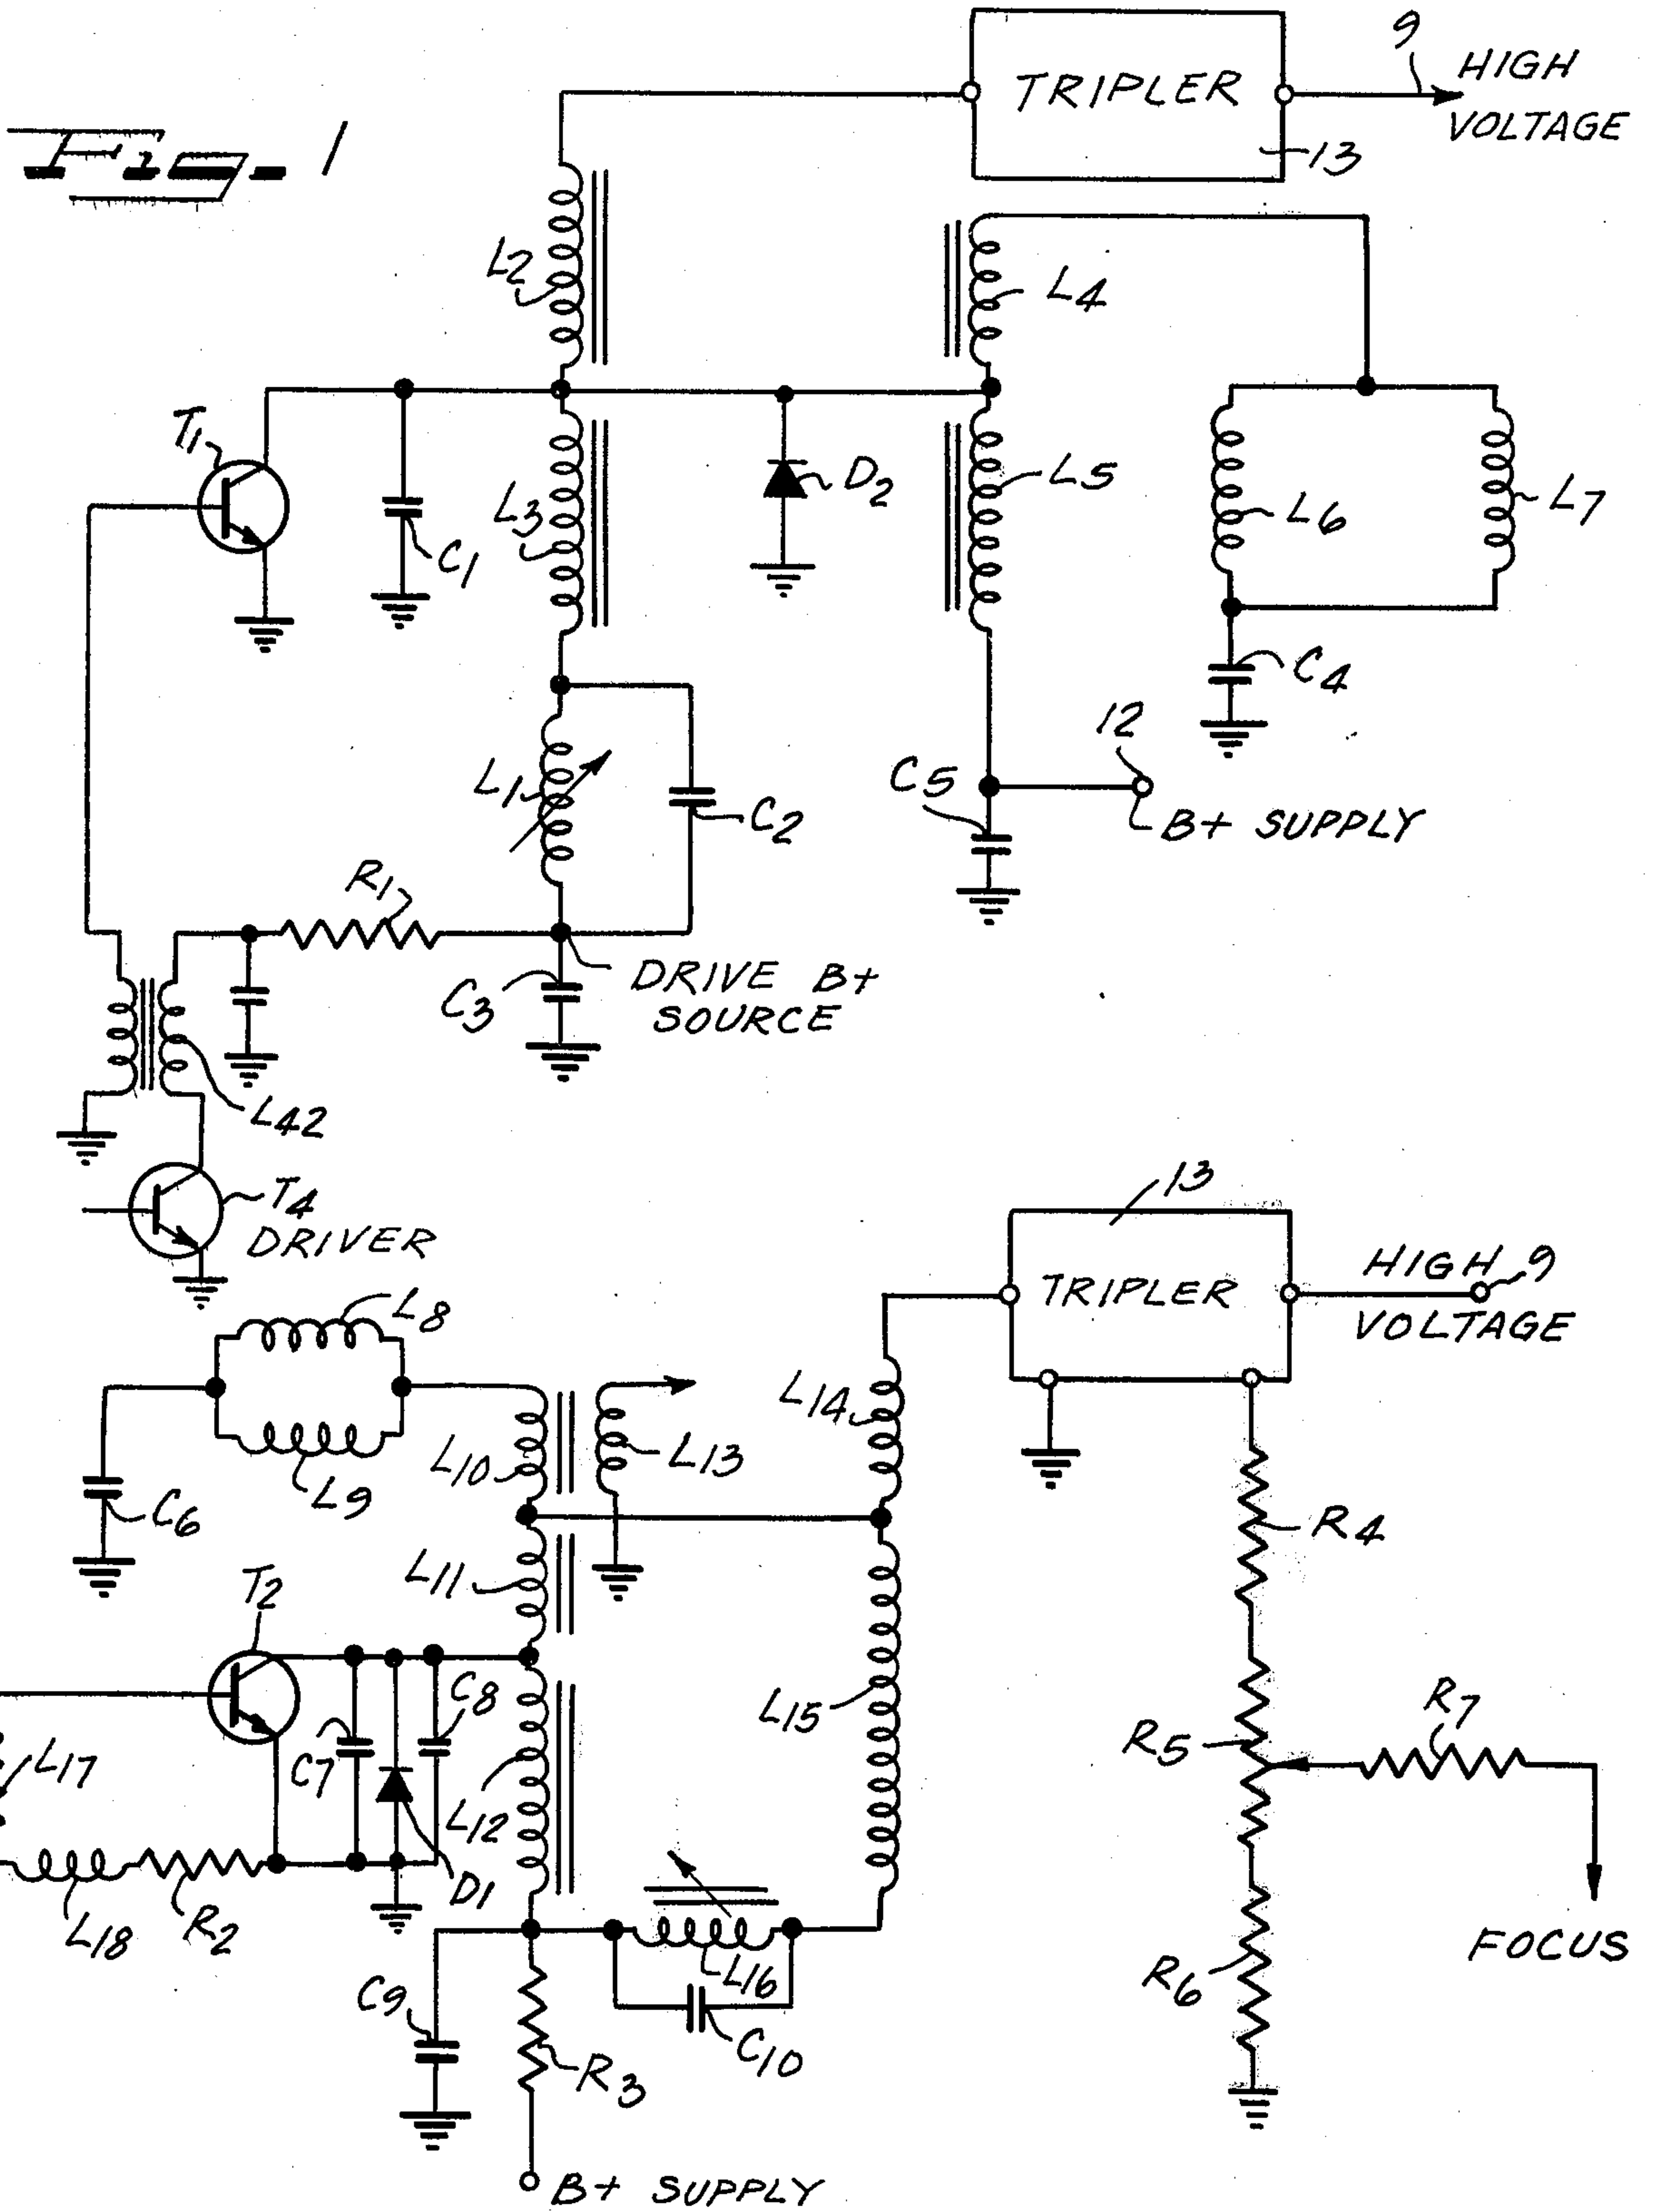 Fig-1
TRIPLER
9
HIGH
VOLTAGE
13
L2
L4
T1
C1
L3
D2
L5
L6
L7
C4
L1
C2
C5
12
B+ SUPPLY
R1
C3
DRIVE B+
SOURCE
L42
T4
DRIVER
13
TRIPLER
HIGH 9
VOLTAGE
L8
L9
L10
L13
L14
C6
R4
L11
T2
C8
C7
L17
L12
L15
R5
R7
D1
L18
R2
L16
R6
FOCUS
C9
C10
R3
B+ SUPPLY